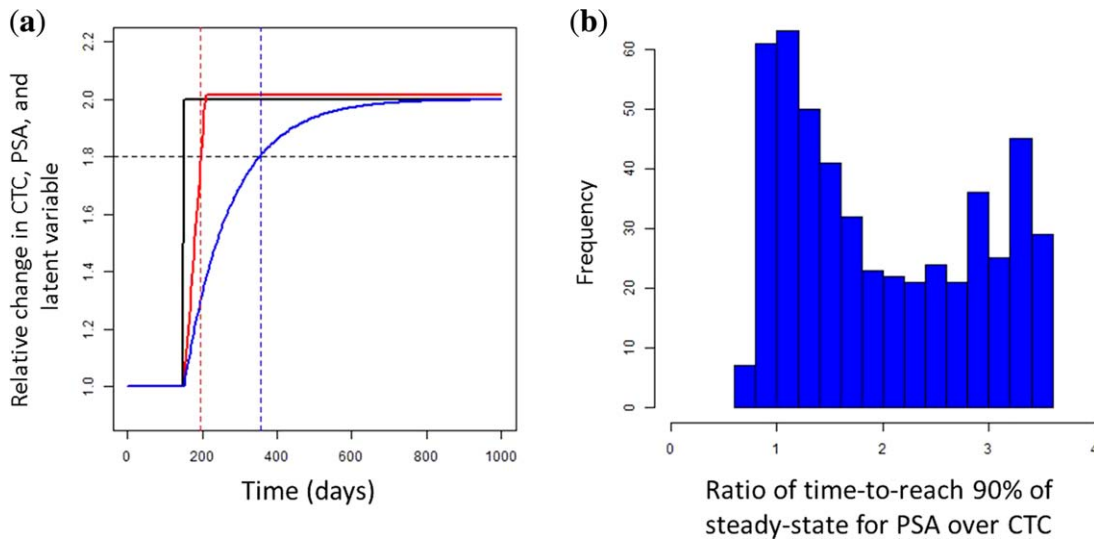 (a)
Relative change in CTC, PSA, and
latent variable
2.2
2.0
1.8
1.6
1.4
1.2
1.0
0 200 400 600 800 1000
Time (days)
(b)
Frequency
60
50
40
30
20
10
0
0 1 2 3 4
Ratio of time-to-reach 90% of
steady-state for PSA over CTC